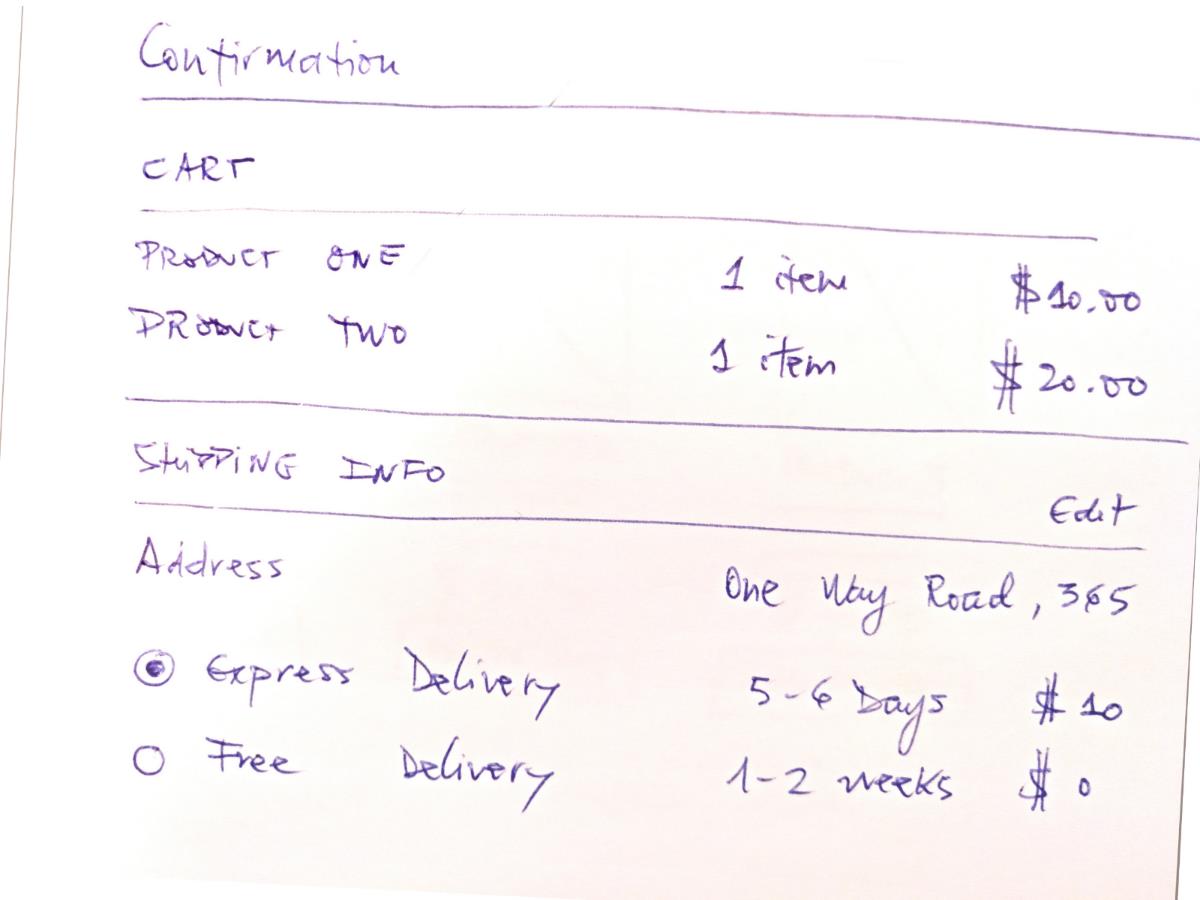 Confirmation
CART
PRODUCT ONE 1 item $10.00
PRODUCT TWO 1 item $20.00
SHIPPING INFO Edit
Address One Way Road, 365
Express Delivery 5-6 Days $10
Free Delivery 1-2 weeks $0